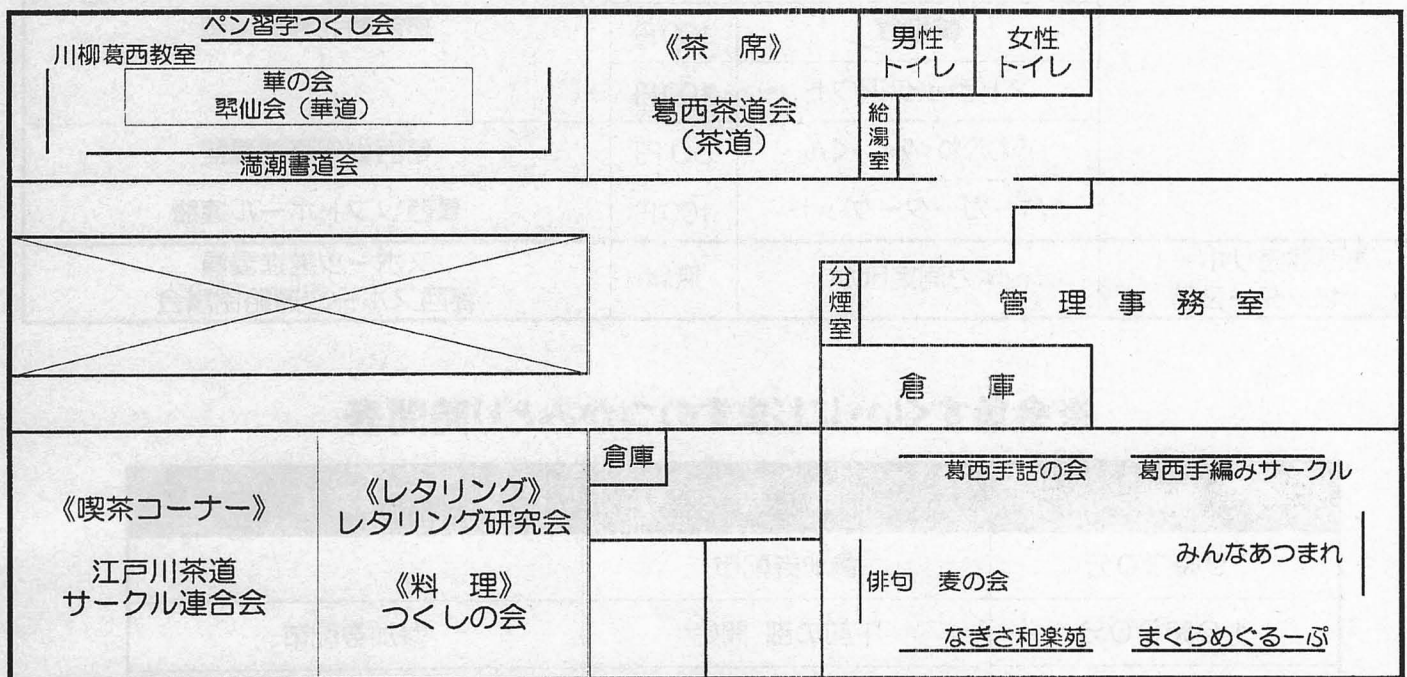 ペン習字つくし会
川柳葛西教室
華の会
翆仙会（華道）
満潮書道会
《茶　席》
葛西茶道会
（茶道）
男性
トイレ
女性
トイレ
給湯室
分煙室
管理事務室
倉　庫
《喫茶コーナー》
江戸川茶道
サークル連合会
《レタリング》
レタリング研究会
《料　理》
つくしの会
倉庫
葛西手話の会
葛西手編みサークル
みんなあつまれ
俳句　麦の会
なぎさ和楽苑
まくらめぐるーぷ